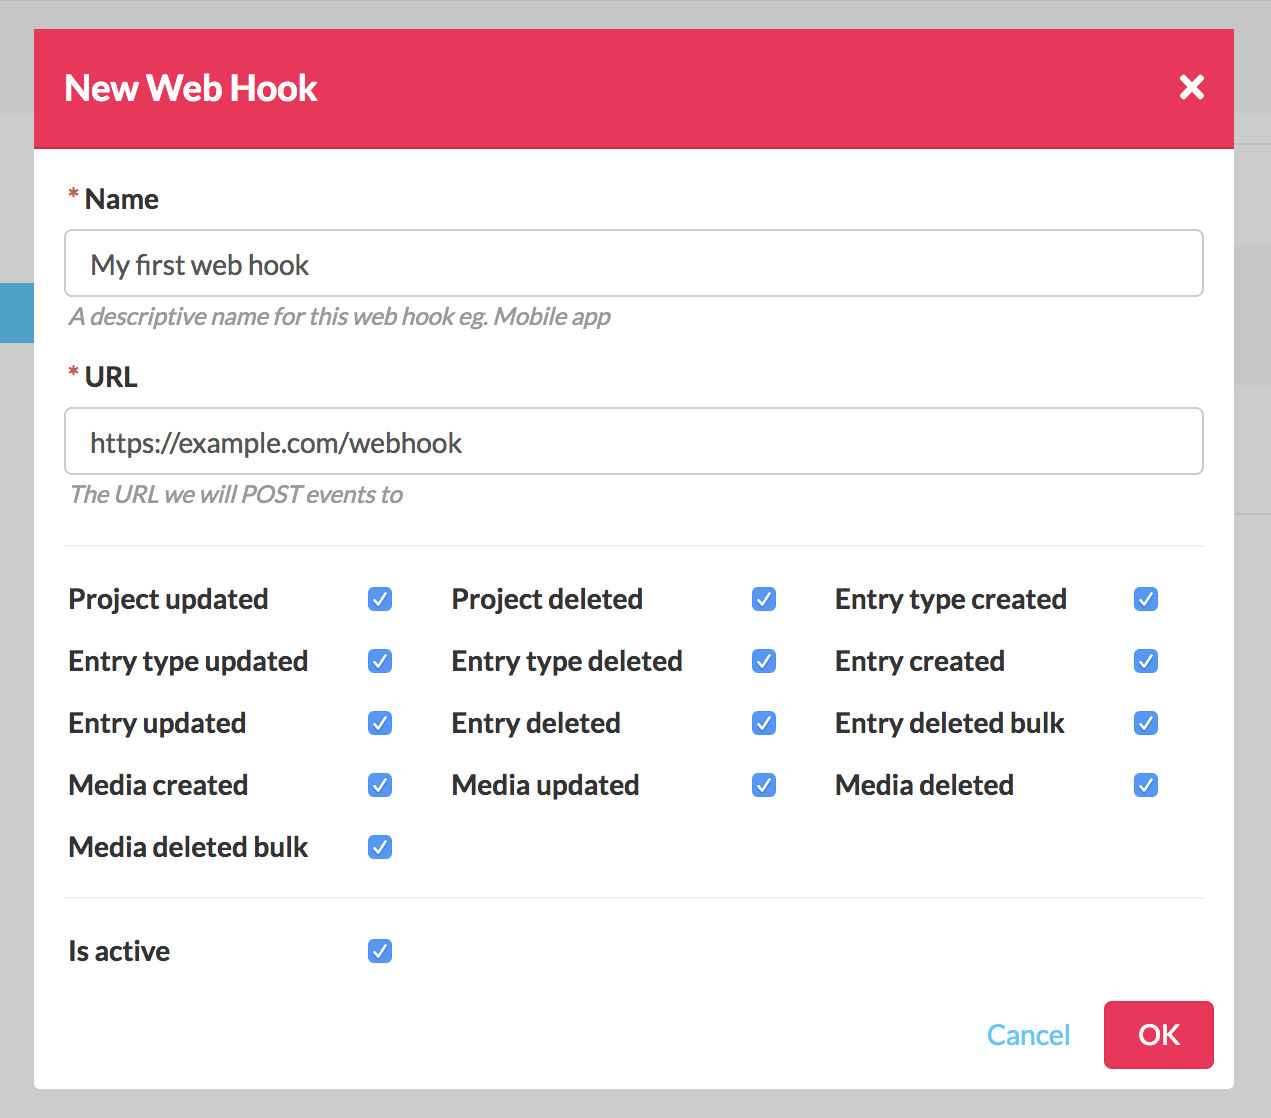 New Web Hook
* Name
My first web hook
A descriptive name for this web hook eg. Mobile app
* URL
https://example.com/webhook
The URL we will POST events to
Project updated Project deleted Entry type created
Entry type updated Entry type deleted Entry created
Entry updated Entry deleted Entry deleted bulk
Media created Media updated Media deleted
Media deleted bulk
Is active
Cancel OK